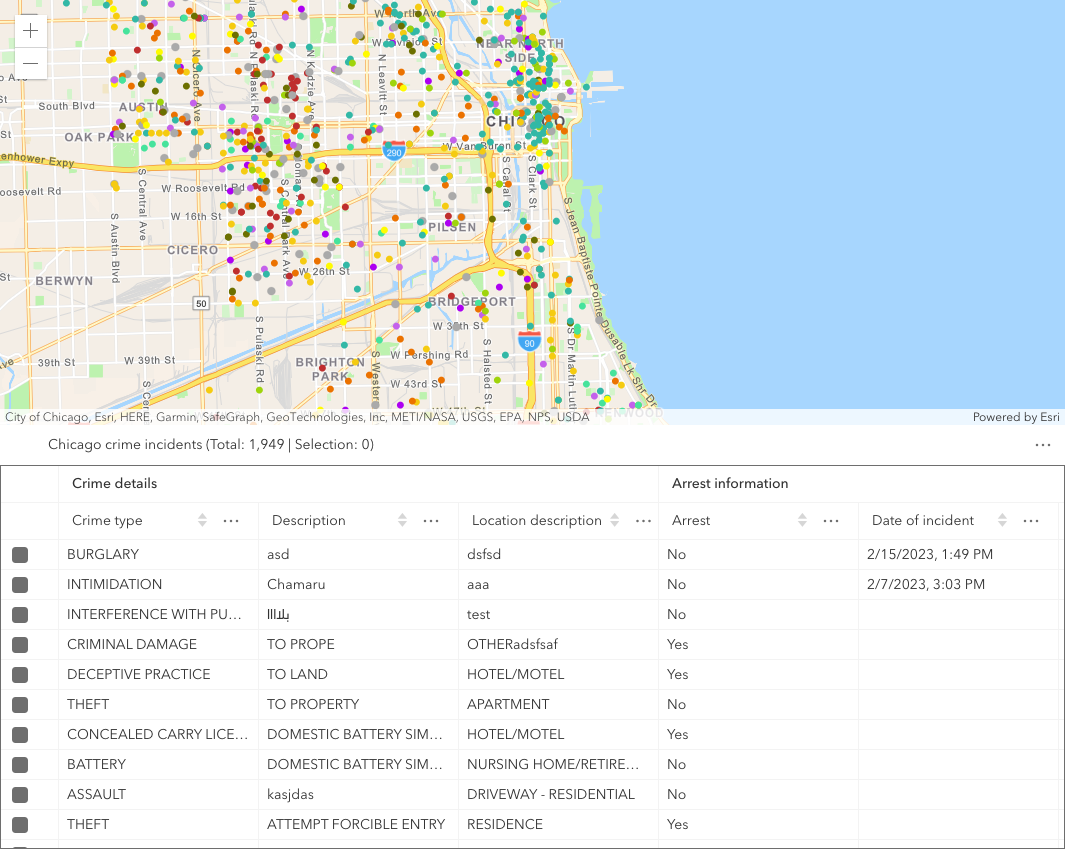 W North Ave
W Division St
NEAR NORTH
SIDE
N Cicero Ave
N Pulaski Rd
N Kedzie Ave
N Leavitt St
South Blvd
AUSTIN
OAK PARK
CHICAGO
enhower Expy
290
W Van Buren St
oosevelt Rd
W Roosevelt Rd
S Central Ave
S Austin Blvd
S Central Park Ave
S Canal St
S Clark St
W 16th St
PILSEN
CICERO
W 26th St
BERWYN
S Jean Baptiste Pointe Dusable Lk Shr Dr
50
BRIDGEPORT
90
S Pulaski Rd
39th St
W 39th St
BRIGHTON
PARK
W Pershing Rd
S Halsted St
W 43rd St
S Western
S Dr Martin Luth
KENWOOD
City of Chicago, Esri, HERE, Garmin, SafeGraph, GeoTechnologies, Inc, METI/NASA, USGS, EPA, NPS, USDA
Powered by Esri
Chicago crime incidents (Total: 1,949 | Selection: 0)
Crime details Arrest information
Crime type Description Location description Arrest Date of incident
BURGLARY asd dsfsd No 2/15/2023, 1:49 PM
INTIMIDATION Chamaru aaa No 2/7/2023, 3:03 PM
INTERFERENCE WITH PU… بلااا test No
CRIMINAL DAMAGE TO PROPE OTHERadsfsaf Yes
DECEPTIVE PRACTICE TO LAND HOTEL/MOTEL Yes
THEFT TO PROPERTY APARTMENT No
CONCEALED CARRY LICE… DOMESTIC BATTERY SIM… HOTEL/MOTEL Yes
BATTERY DOMESTIC BATTERY SIM… NURSING HOME/RETIRE… No
ASSAULT kasjdas DRIVEWAY - RESIDENTIAL No
THEFT ATTEMPT FORCIBLE ENTRY RESIDENCE Yes